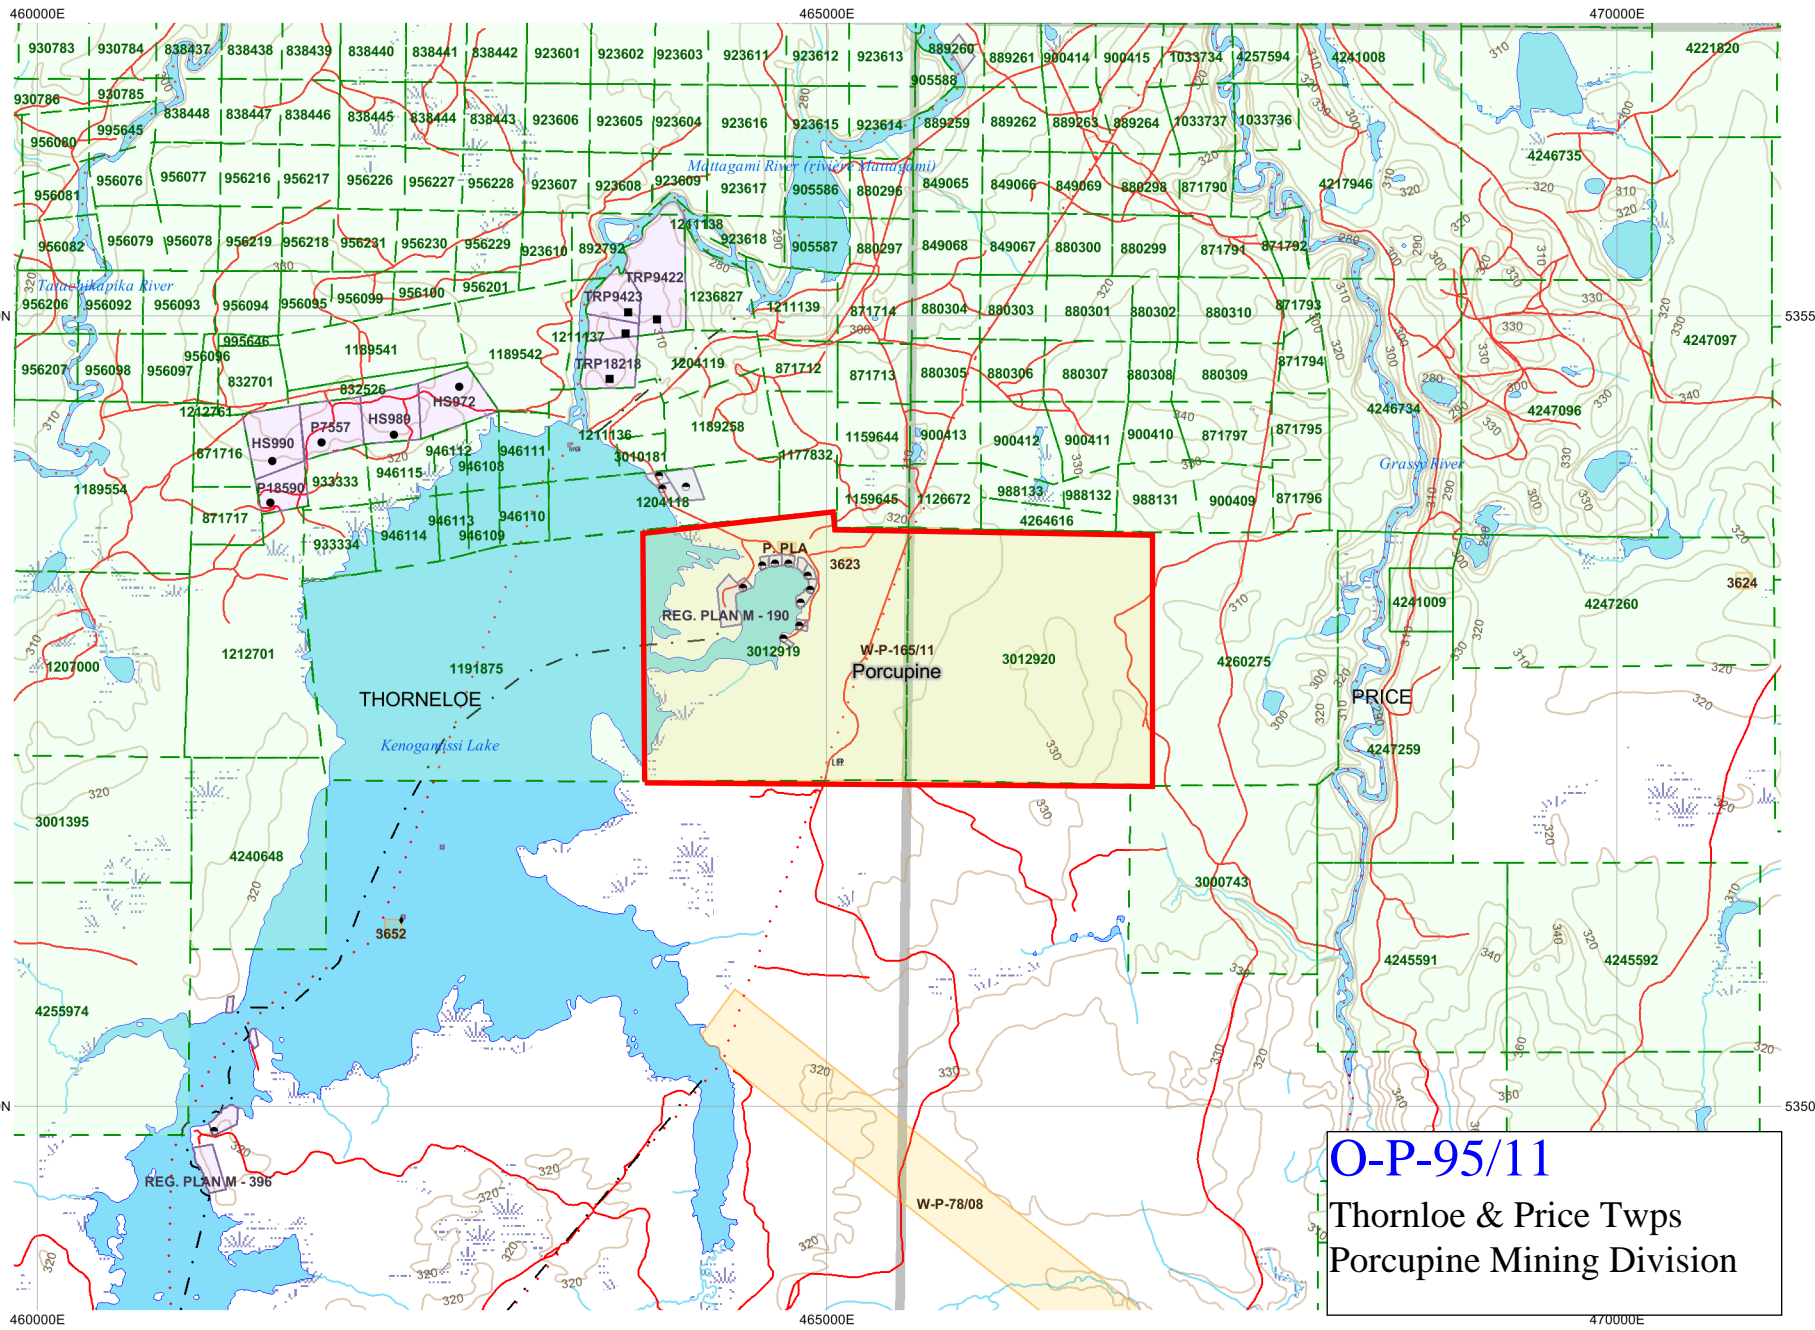 460000E 465000E 470000E
930783 930784 838437 838438 838439 838440 838441 838442 923601 923602 923603 923611 923612 923613 889260 889261 900414 900415 1033734 4257594 4241008 4221820
930786 930785 905588
838448 838447 838446 838445 838444 838443 923606 923605 923604 923616 923615 923614 889259 889262 889263 889264 1033737 1033736
995645
956080 4246735
Mattagami River (rivière Mattagami)
956076 956077 956216 956217 956226 956227 956228 923607 923608 923609 923617 905586 880296 849065 849066 849069 880298 871790 4217946
956081
1211138
956082 956079 956078 956219 956218 956231 956230 956229 923610 892792 923618 905587 880297 849068 849067 880300 880299 871791 871792
TRP9422
Tatachikapika River
956206 956092 956093 956094 956095 956099 956100 956201 TRP9423 1236827 1211139 871714 880304 880303 880301 880302 880310 871793
5355
995646 1211137 4247097
956096 1189541 1189542
956207 956098 956097 832701 832526 TRP18218 1204119 871712 871713 880305 880306 880307 880308 880309 871794
HS972
1212761 HS990 P7557 HS989 4246734 4247096
1189258
871716 946112 946111 1211136 1159644 900413 900412 900411 900410 871797 871795
3010181 1177832
946115 946108 Grassy River
1189554 P18590 933333 1204118 1159645 1126672 988133 988132 988131 900409 871796
871717 946113 946110 4264616
933334 946114 946109
P. PLA
3623 3624
4241009 4247260
REG. PLAN M - 190
3012919 W-P-165/11 3012920
1207000 1212701 1191875 Porcupine 4260275
THORNELOE PRICE
Kenogamissi Lake 4247259
3001395
4240648
3000743
3652
4245591 4245592
4255974
5350
REG. PLAN M - 396
W-P-78/08
O-P-95/11
Thornloe & Price Twps
Porcupine Mining Division
460000E 465000E 470000E